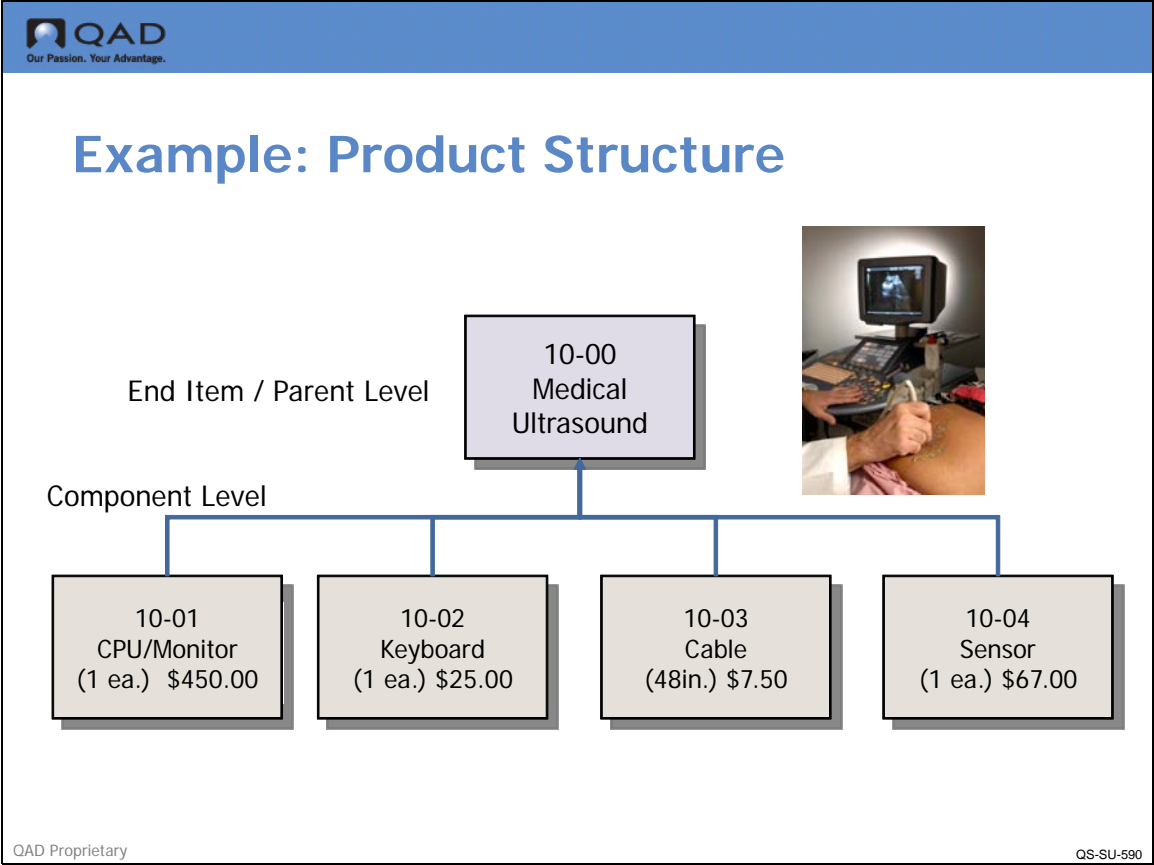 QAD
Our Passion. Your Advantage.
Example: Product Structure
End Item / Parent Level
10-00
Medical
Ultrasound
Component Level
10-01
CPU/Monitor
(1 ea.)  $450.00
10-02
Keyboard
(1 ea.) $25.00
10-03
Cable
(48in.) $7.50
10-04
Sensor
(1 ea.) $67.00
QAD Proprietary
QS-SU-590